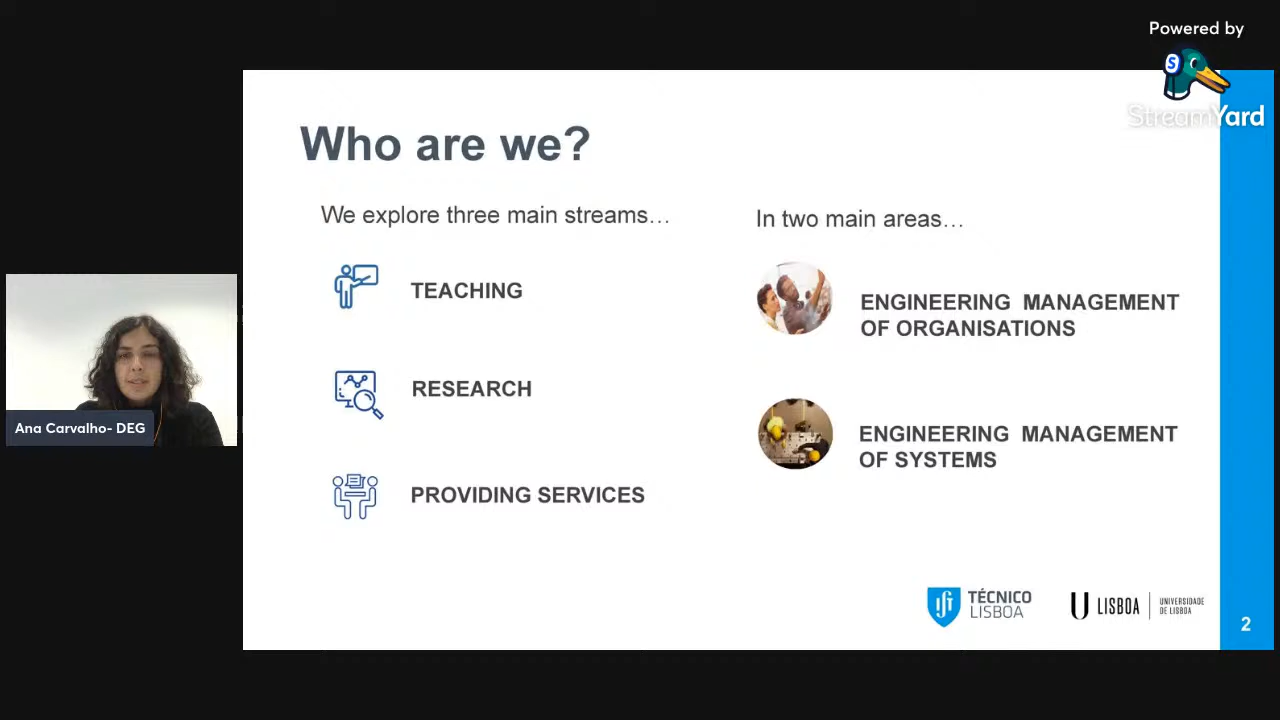 Powered by
StreamYard
Who are we?
We explore three main streams…
TEACHING
RESEARCH
PROVIDING SERVICES
In two main areas…
ENGINEERING MANAGEMENT
OF ORGANISATIONS
ENGINEERING MANAGEMENT
OF SYSTEMS
Ana Carvalho- DEG
TÉCNICO
LISBOA
U LISBOA
UNIVERSIDADE
DE LISBOA
2